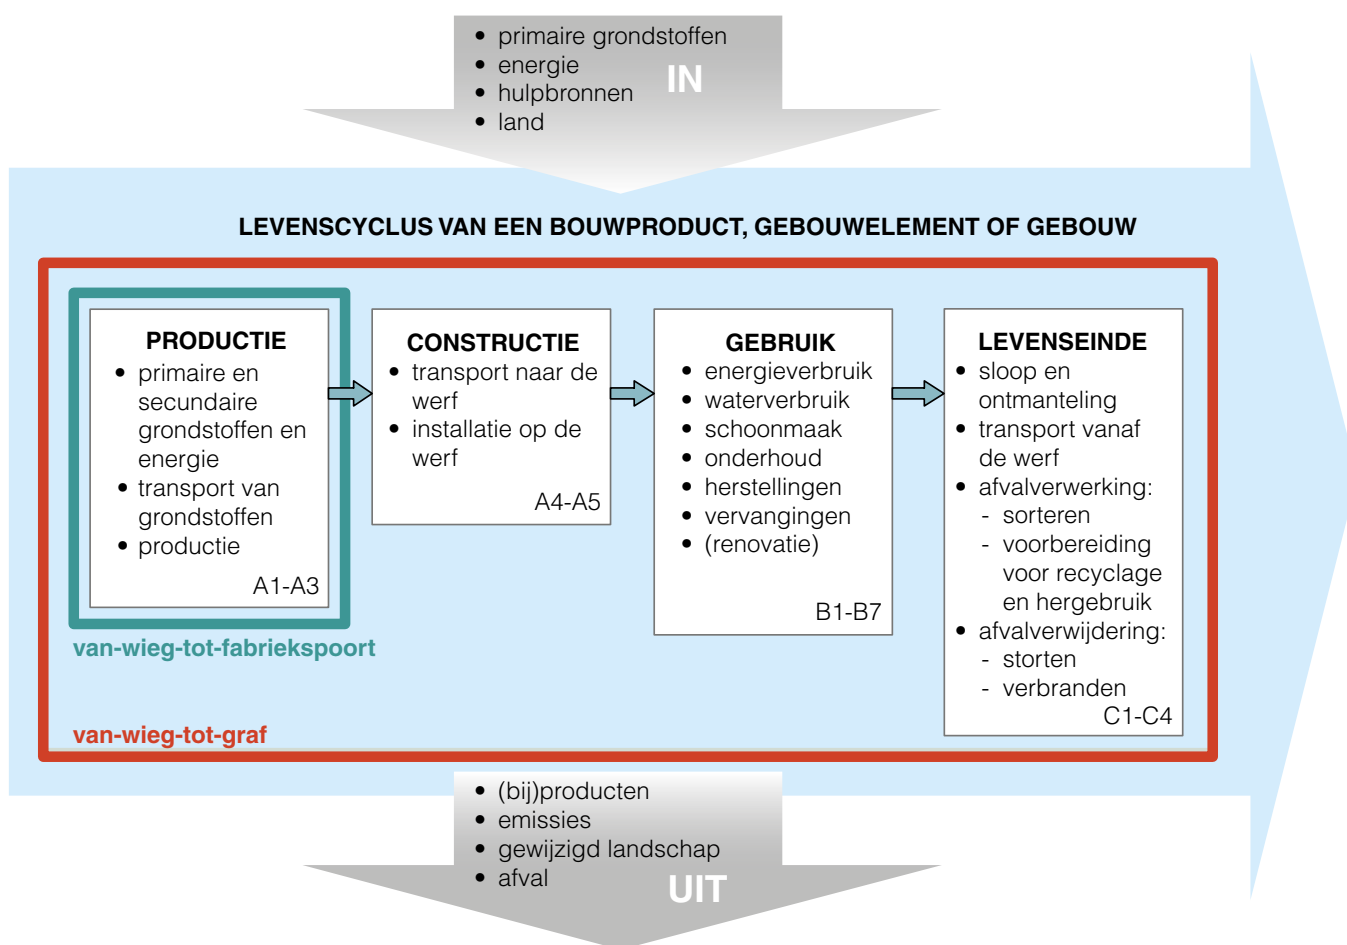 • primaire grondstoffen
• energie
• hulpbronnen
• land
IN
LEVENSCYCLUS VAN EEN BOUWPRODUCT, GEBOUWELEMENT OF GEBOUW
PRODUCTIE
• primaire en
secundaire
grondstoffen en
energie
• transport van
grondstoffen
• productie
A1-A3
van-wieg-tot-fabriekspoort
CONSTRUCTIE
• transport naar de
werf
• installatie op de
werf
A4-A5
GEBRUIK
• energieverbruik
• waterverbruik
• schoonmaak
• onderhoud
• herstellingen
• vervangingen
• (renovatie)
B1-B7
LEVENSEINDE
• sloop en
ontmanteling
• transport vanaf
de werf
• afvalverwerking:
- sorteren
- voorbereiding
voor recyclage
en hergebruik
• afvalverwijdering:
- storten
- verbranden
C1-C4
van-wieg-tot-graf
• (bij)producten
• emissies
• gewijzigd landschap
• afval
UIT